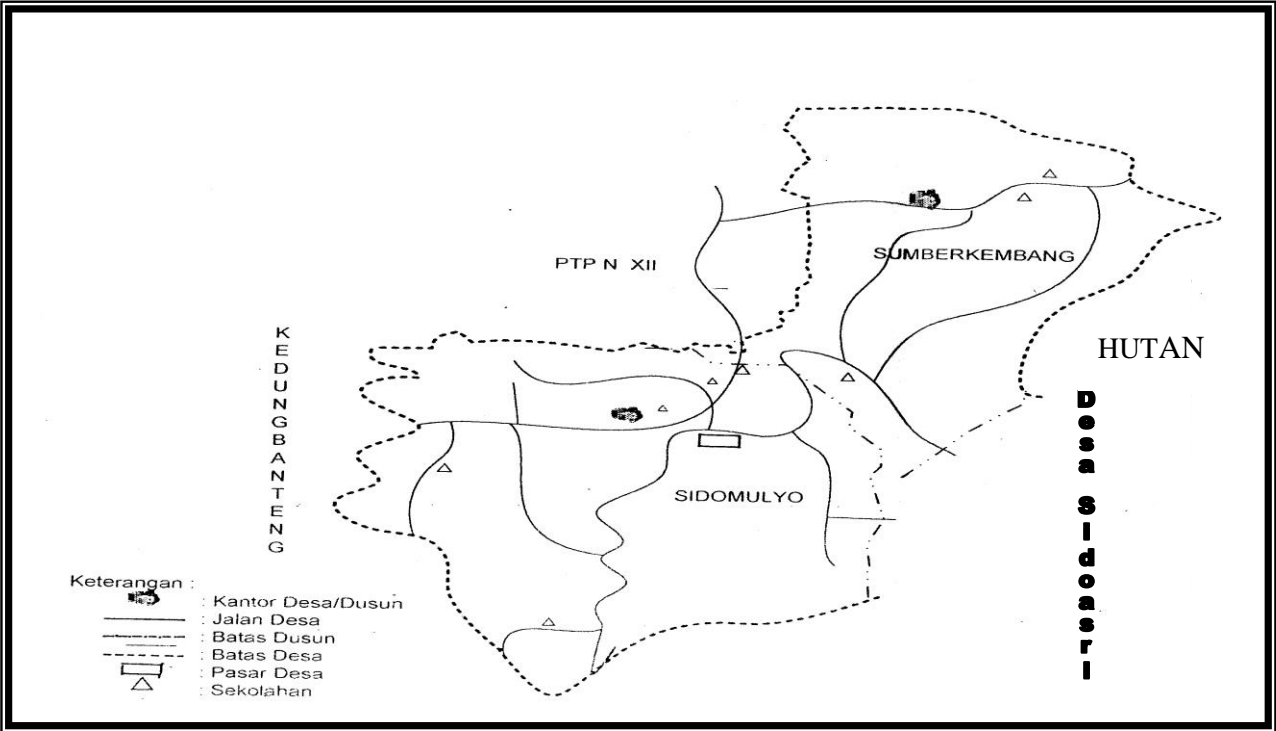 PTP N XII
SUMBERKEMBANG
HUTAN
KEDUNGBANTENG
SIDOMULYO
Desa Sidoasri
Keterangan :
: Kantor Desa/Dusun
: Jalan Desa
: Batas Dusun
: Batas Desa
: Pasar Desa
: Sekolahan